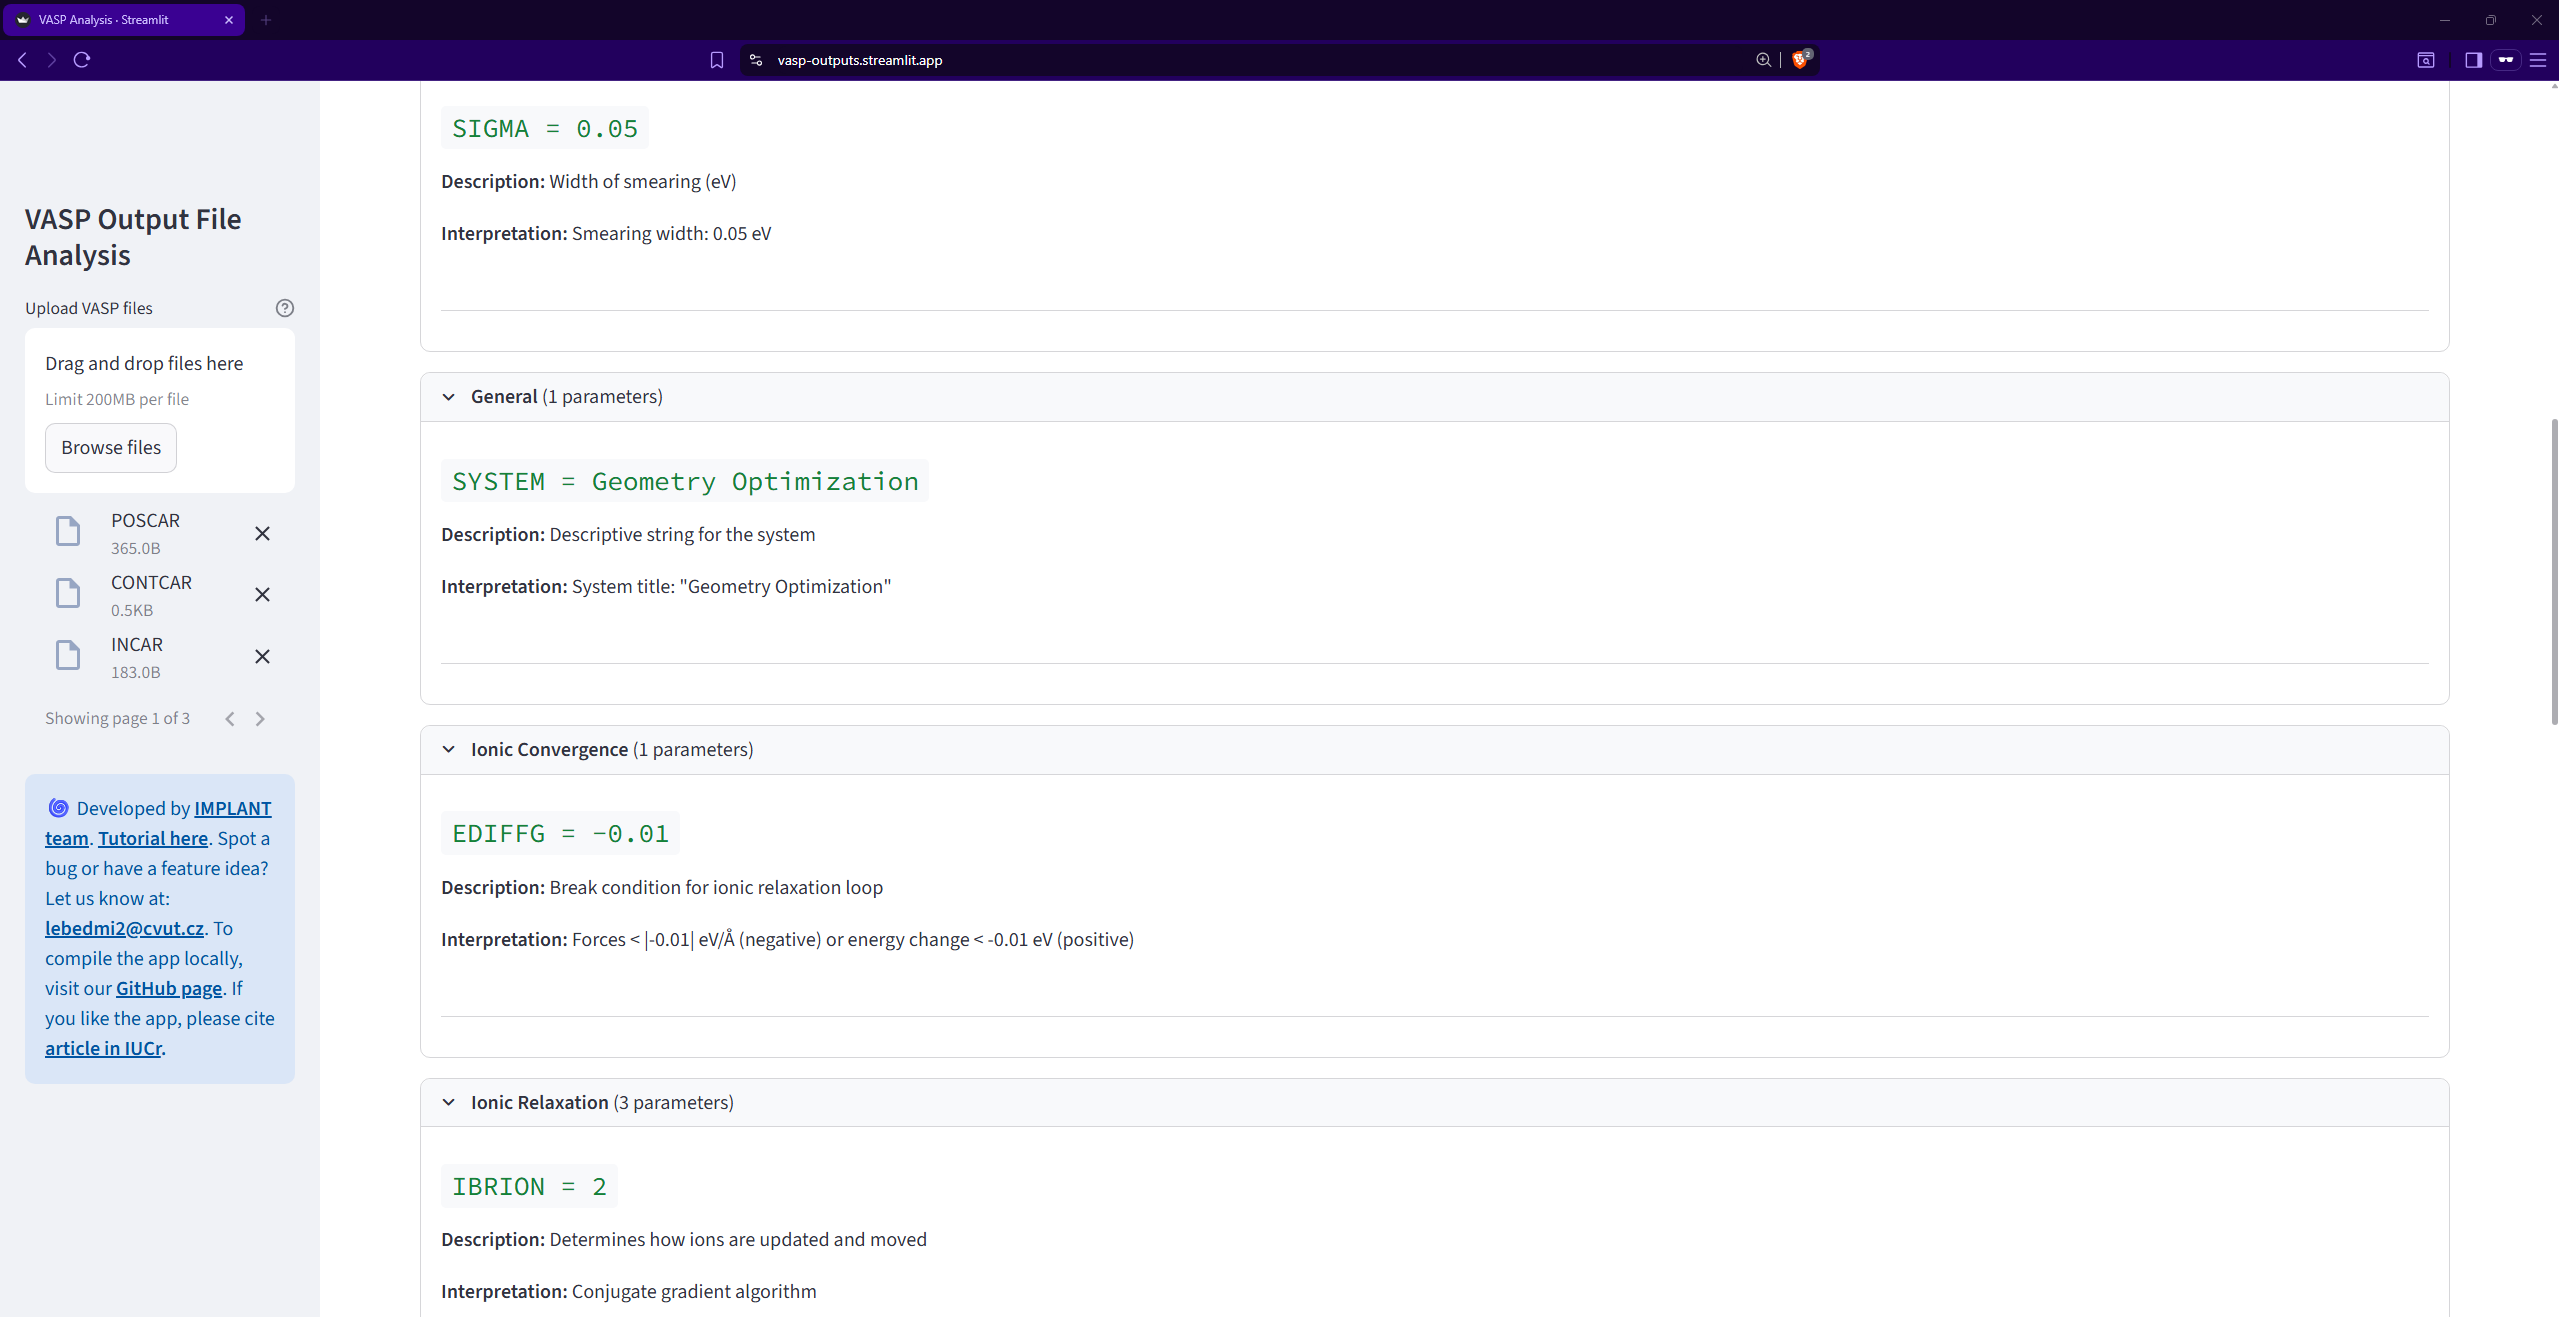 VASP Analysis · Streamlit
vasp-outputs.streamlit.app
2
VASP Output File
Analysis
Upload VASP files
Drag and drop files here
Limit 200MB per file
Browse files
POSCAR
365.0B
CONTCAR
0.5KB
INCAR
183.0B
Showing page 1 of 3
Developed by IMPLANT
team. Tutorial here. Spot a
bug or have a feature idea?
Let us know at:
lebedmi2@cvut.cz. To
compile the app locally,
visit our GitHub page. If
you like the app, please cite
article in IUCr.
SIGMA = 0.05
Description: Width of smearing (eV)
Interpretation: Smearing width: 0.05 eV
General (1 parameters)
SYSTEM = Geometry Optimization
Description: Descriptive string for the system
Interpretation: System title: "Geometry Optimization"
Ionic Convergence (1 parameters)
EDIFFG = -0.01
Description: Break condition for ionic relaxation loop
Interpretation: Forces < |-0.01| eV/Å (negative) or energy change < -0.01 eV (positive)
Ionic Relaxation (3 parameters)
IBRION = 2
Description: Determines how ions are updated and moved
Interpretation: Conjugate gradient algorithm